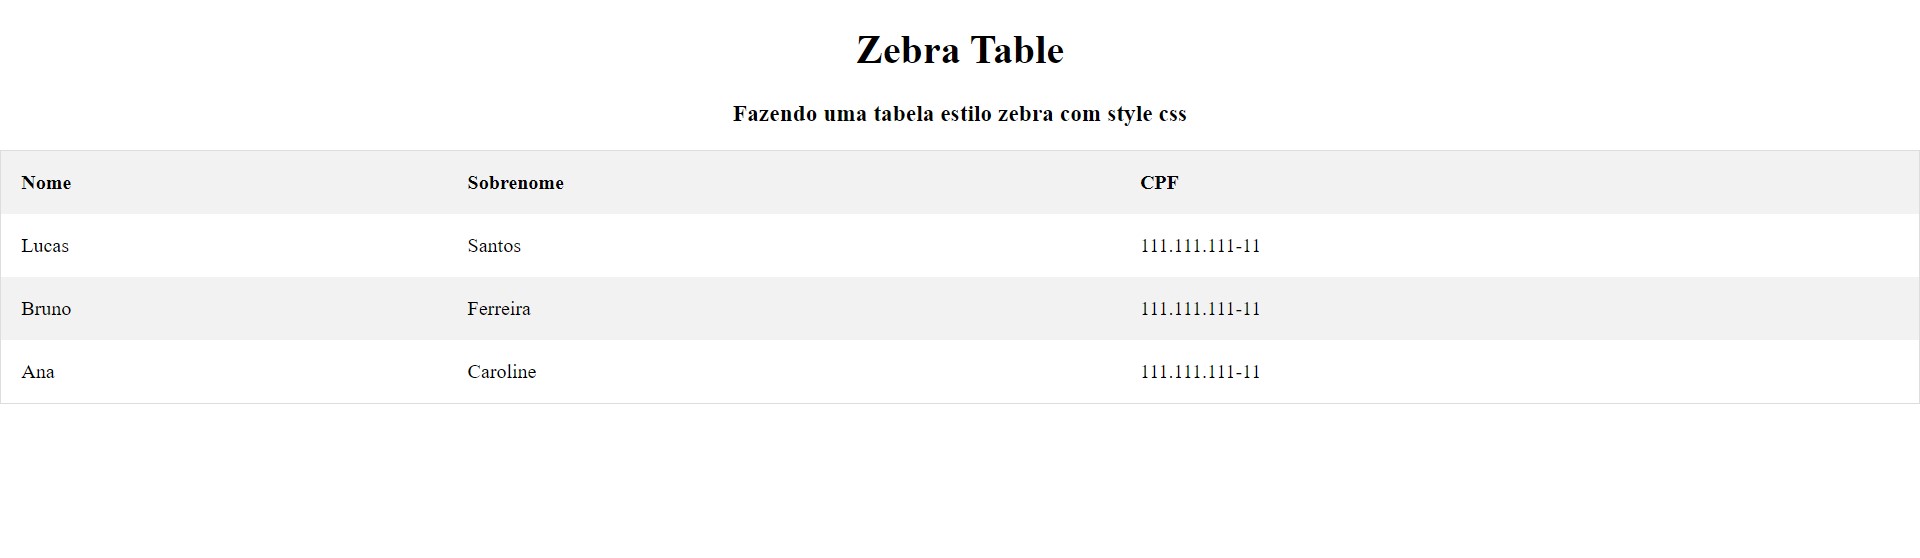 Zebra Table
Fazendo uma tabela estilo zebra com style css
Nome Sobrenome CPF
Lucas Santos 111.111.111-11
Bruno Ferreira 111.111.111-11
Ana Caroline 111.111.111-11